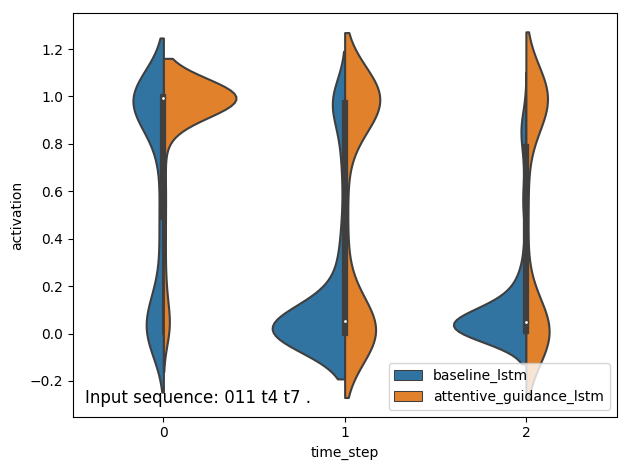 1.2
1.0
0.8
0.6
0.4
0.2
0.0
−0.2
activation
Input sequence: 011 t4 t7 .
baseline_lstm
attentive_guidance_lstm
0 1 2
time_step